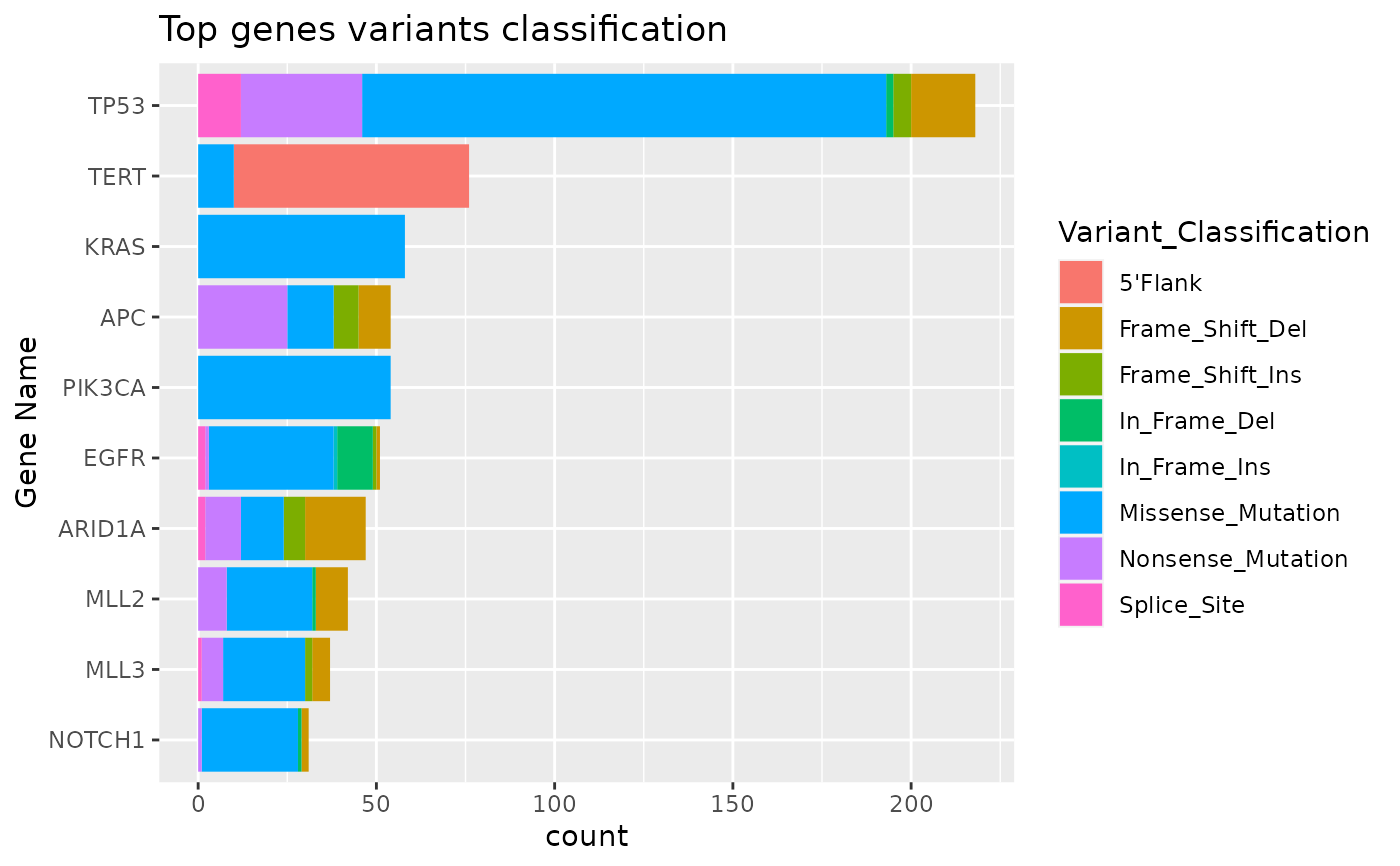 Top genes variants classification
Gene Name
TP53
TERT
KRAS
APC
PIK3CA
EGFR
ARID1A
MLL2
MLL3
NOTCH1
0 50 100 150 200
count
Variant_Classification
5'Flank
Frame_Shift_Del
Frame_Shift_Ins
In_Frame_Del
In_Frame_Ins
Missense_Mutation
Nonsense_Mutation
Splice_Site